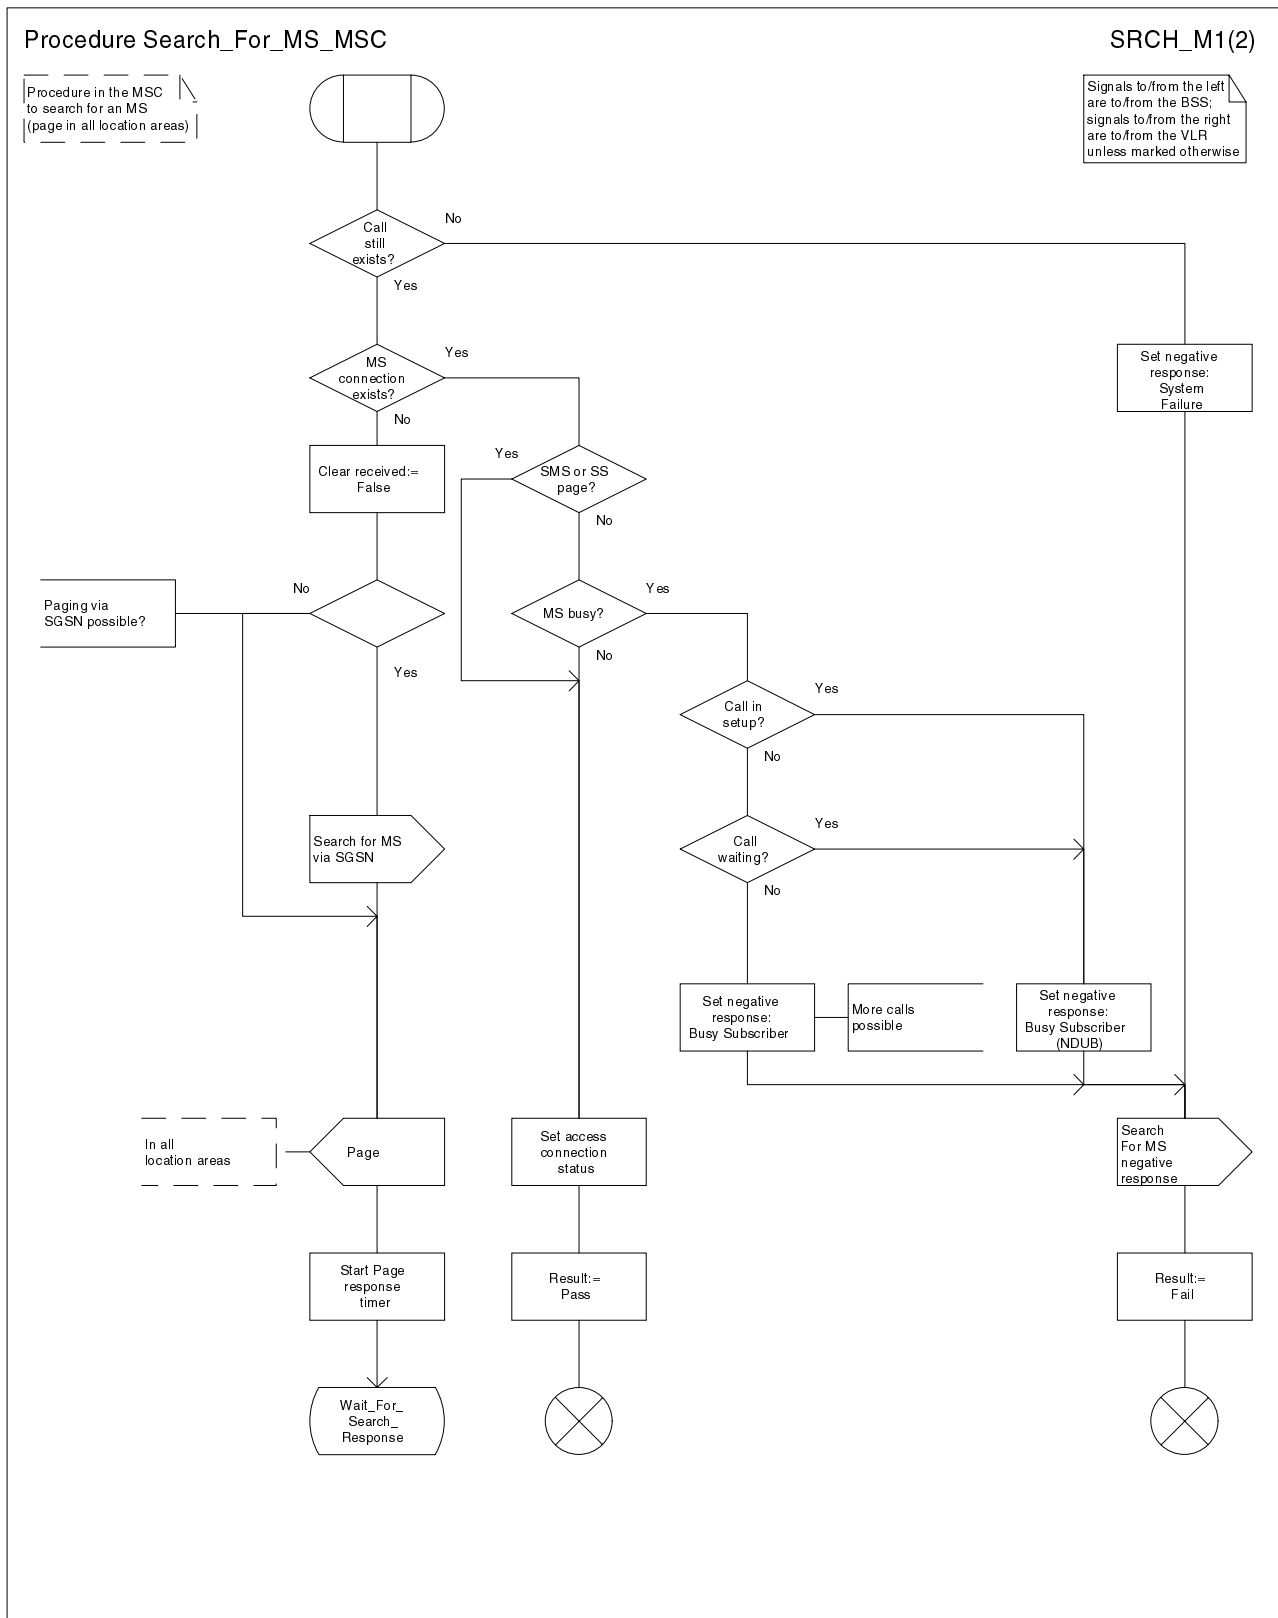 Procedure Search_For_MS_MSC
SRCH_M1(2)
Procedure in the MSC
to search for an MS
(page in all location areas)
Signals to/from the left
are to/from the BSS;
signals to/from the right
are to/from the VLR
unless marked otherwise
Call
still
exists?
No
Yes
MS
connection
exists?
Yes
No
Set negative
response:
System
Failure
Clear received:=
False
Yes
SMS or SS
page?
No
Paging via
SGSN possible?
No
Yes
MS busy?
Yes
No
Call in
setup?
Yes
No
Search for MS
via SGSN
Call
waiting?
Yes
No
Set negative
response:
Busy Subscriber
More calls
possible
Set negative
response:
Busy Subscriber
(NDUB)
In all
location areas
Page
Set access
connection
status
Search
For MS
negative
response
Start Page
response
timer
Result:=
Pass
Result:=
Fail
Wait_For_
Search_
Response